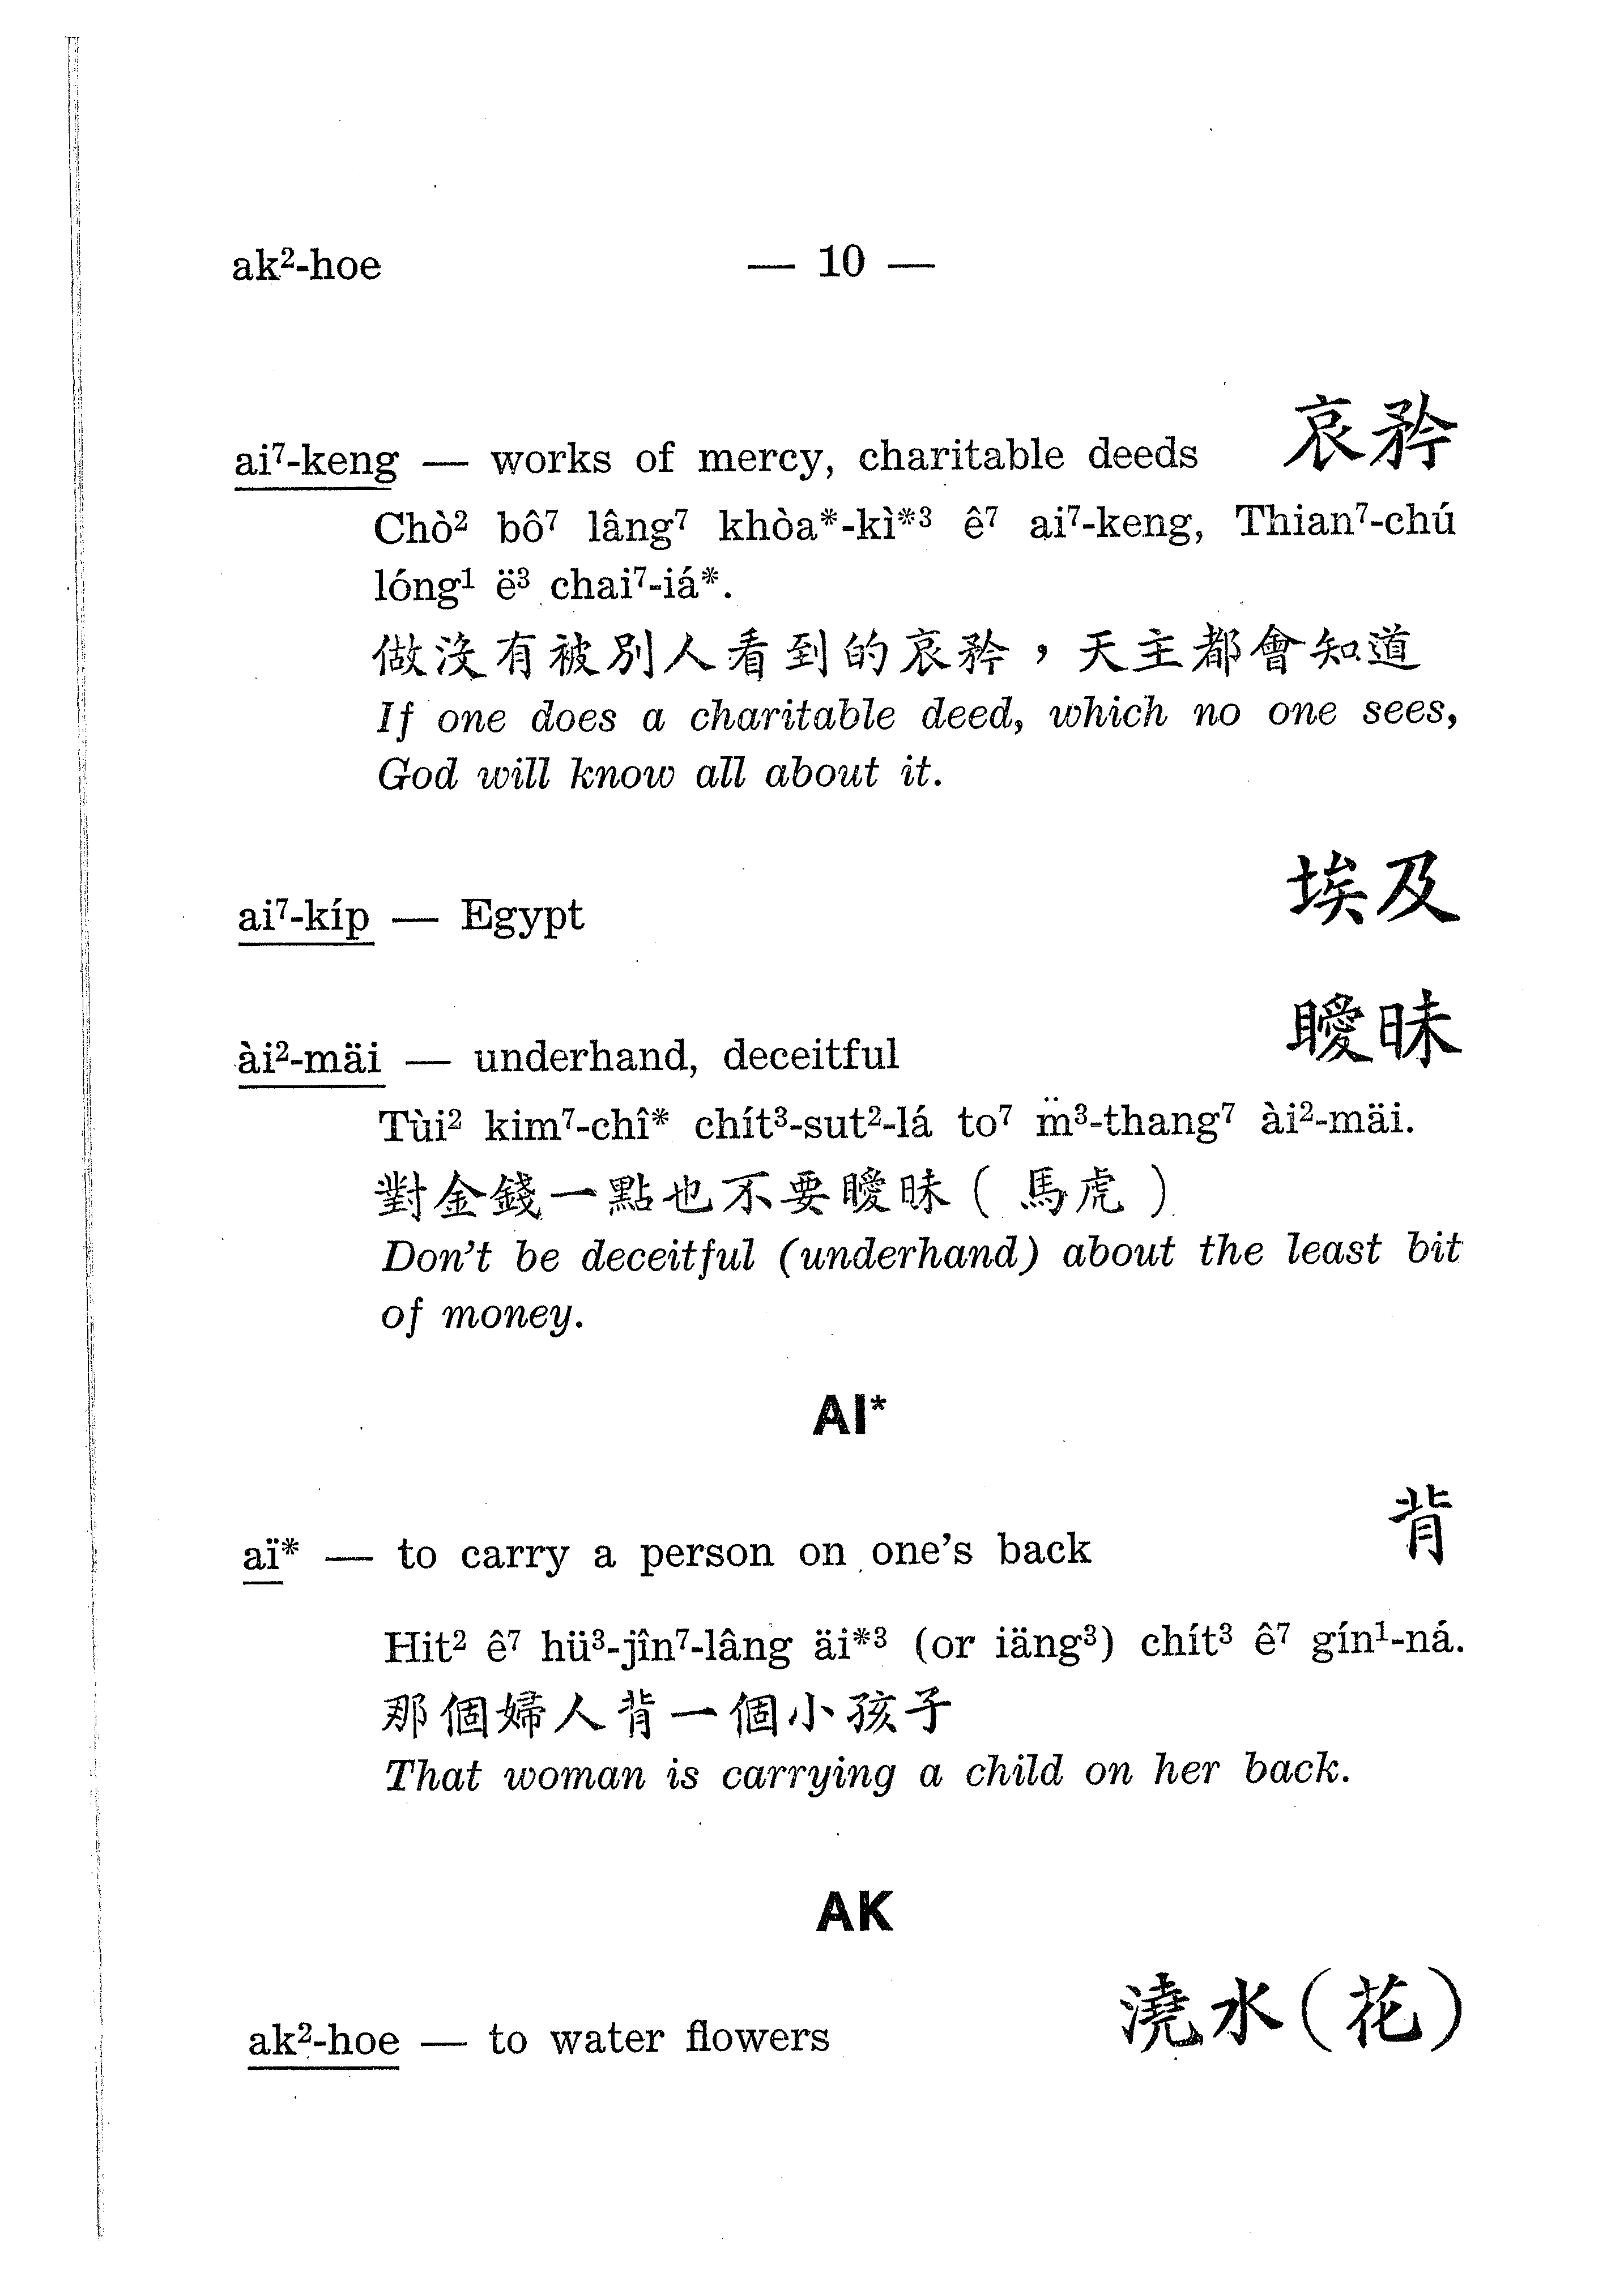 ak²-hoe — 10 —
ai⁷-keng — works of mercy, charitable deeds 哀矜
Chò² bô⁷ lâng⁷ khòa*-kì*³ ê⁷ ai⁷-keng, Thian⁷-chú
lóng¹ ë³ chai⁷-iá*.
做沒有被別人看到的哀矜，天主都會知道
If one does a charitable deed, which no one sees,
God will know all about it.
ai⁷-kíp — Egypt 埃及
ài²-mäi — underhand, deceitful 曖昧
Tùi² kim⁷-chî* chít³-sut²-lá to⁷ m̈³-thang⁷ ài²-mäi.
對金錢一點也不要曖昧（馬虎）
Don't be deceitful (underhand) about the least bit
of money.
AI*
aï* — to carry a person on one's back 背
Hit² ê⁷ hü³-jîn⁷-lâng äi*³ (or iäng³) chít³ ê⁷ gín¹-ná.
那個婦人背一個小孩子
That woman is carrying a child on her back.
AK
ak²-hoe — to water flowers 澆水（花）